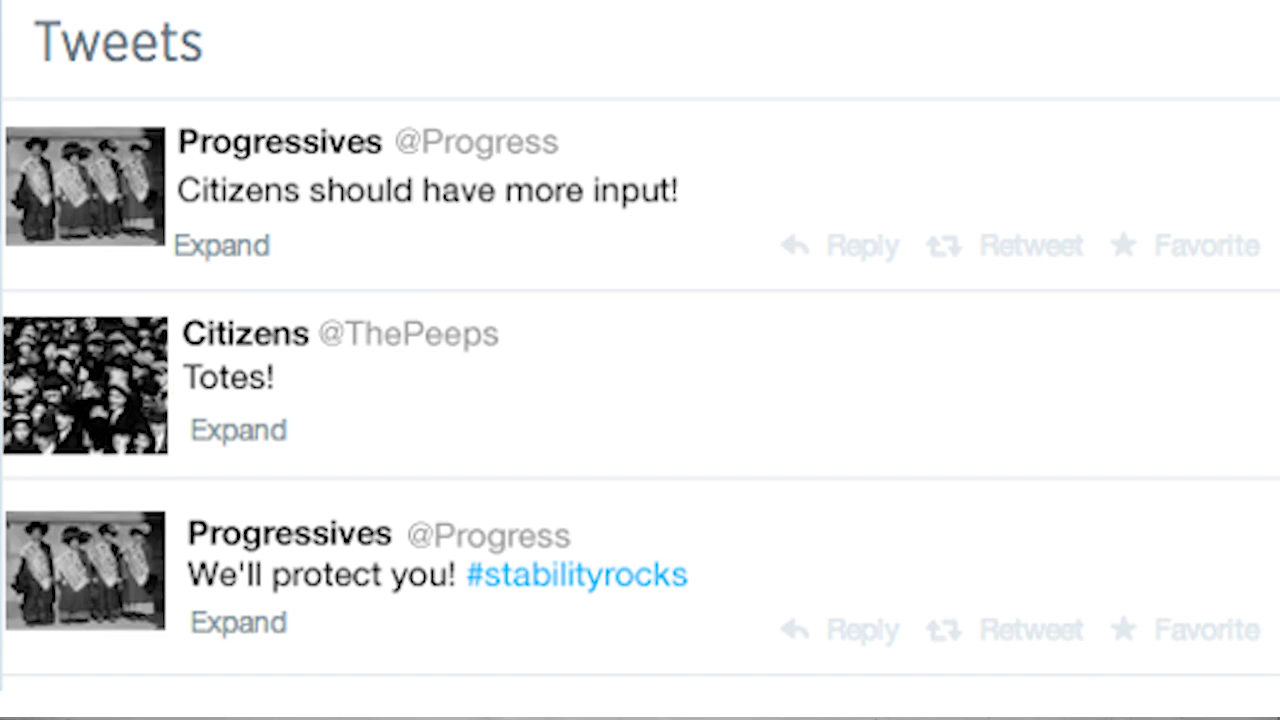 Tweets
Progressives @Progress
Citizens should have more input!
Expand Reply Retweet Favorite
Citizens @ThePeeps
Totes!
Expand
Progressives @Progress
We'll protect you! #stabilityrocks
Expand Reply Retweet Favorite